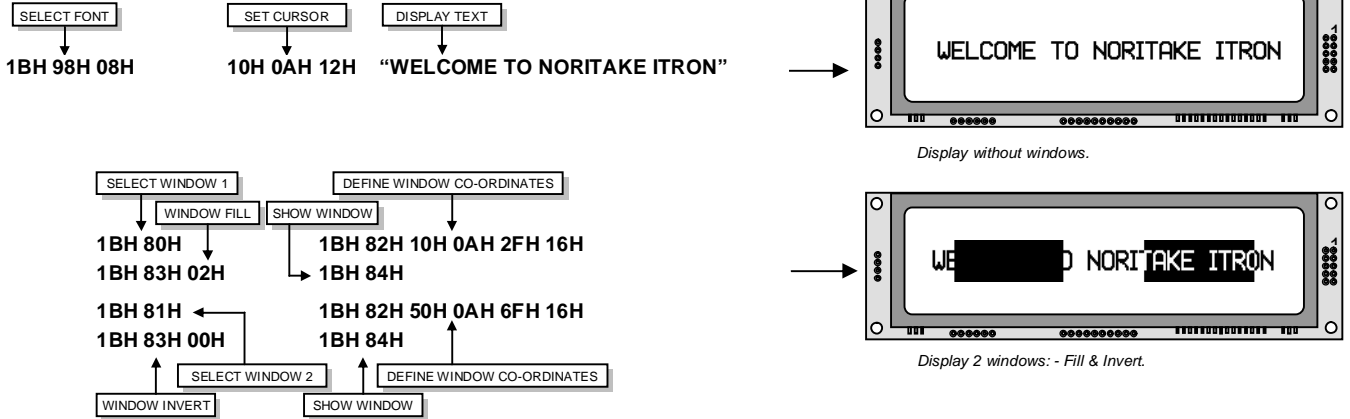 SELECT FONT SET CURSOR DISPLAY TEXT
1BH 98H 08H 10H 0AH 12H “WELCOME TO NORITAKE ITRON”
WELCOME TO NORITAKE ITRON
1
Display without windows.
SELECT WINDOW 1 DEFINE WINDOW CO-ORDINATES
WINDOW FILL SHOW WINDOW
1BH 80H 1BH 82H 10H 0AH 2FH 16H
1BH 83H 02H 1BH 84H
1BH 81H 1BH 82H 50H 0AH 6FH 16H
1BH 83H 00H 1BH 84H
SELECT WINDOW 2 DEFINE WINDOW CO-ORDINATES
WINDOW INVERT SHOW WINDOW
WE D NORITAKE ITRON
1
Display 2 windows: - Fill & Invert.